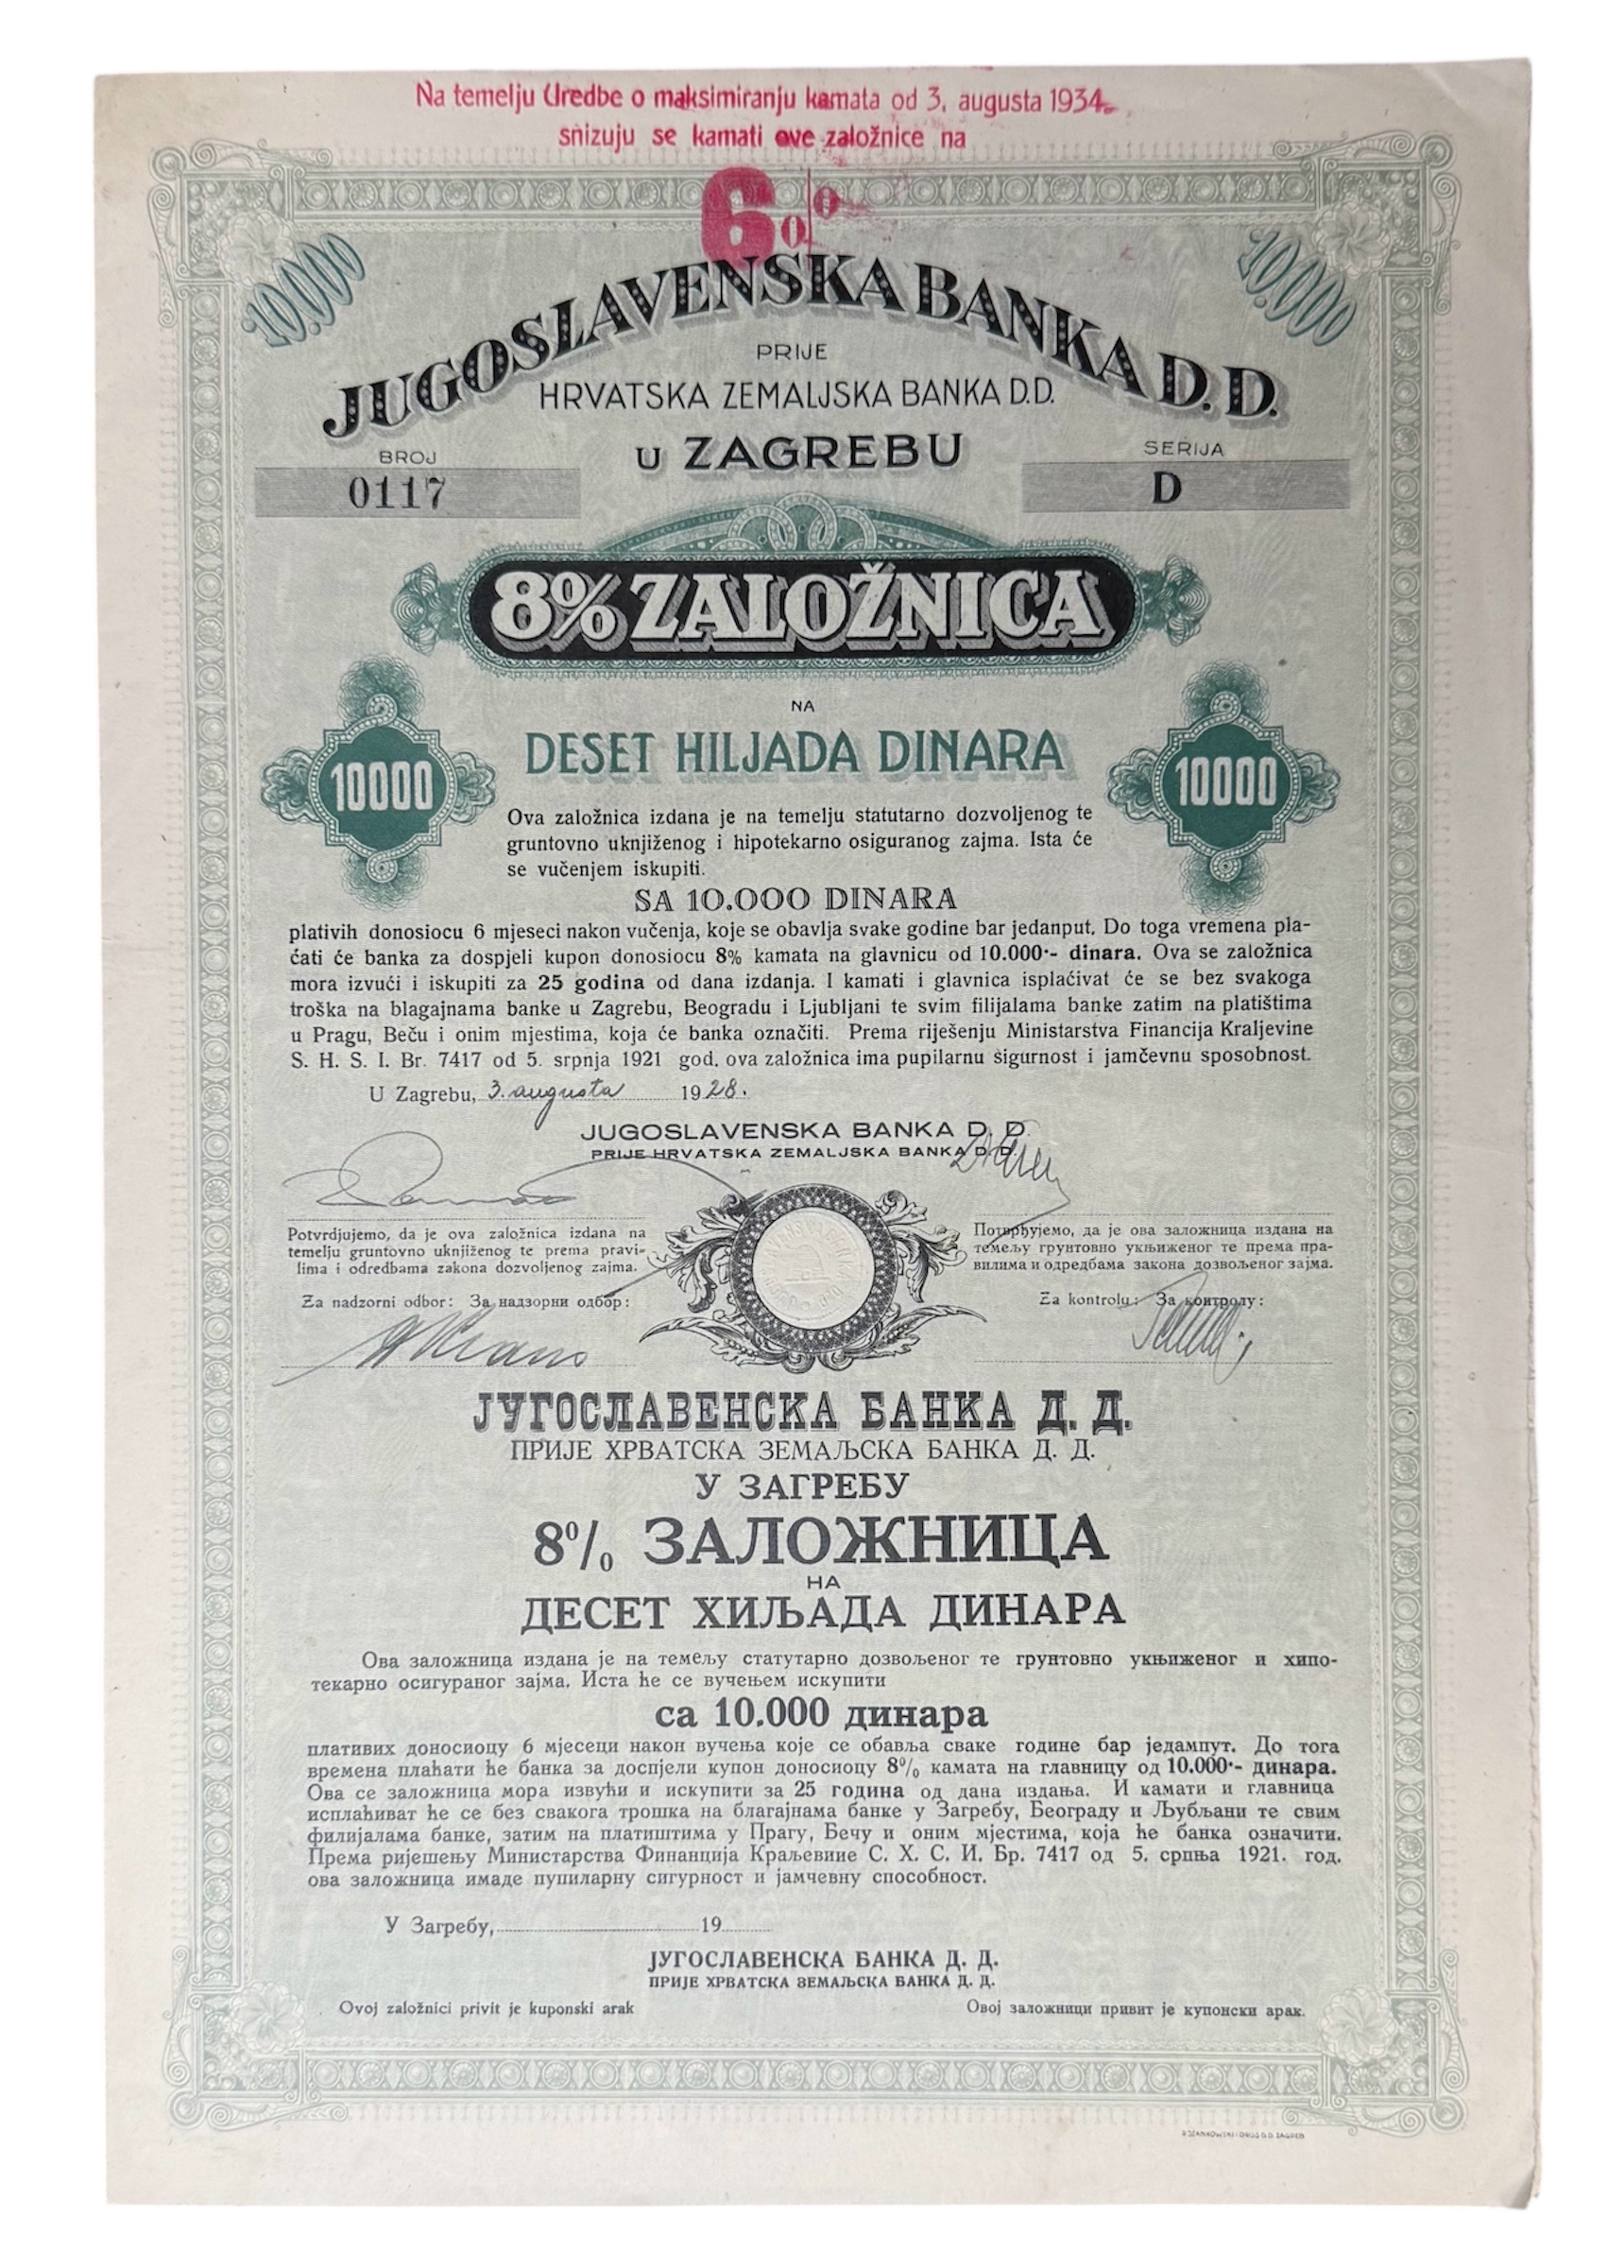 Na temelju Uredbe o maksimiranju kamata od 3. augusta 1934.
snizuju se kamati ove založnice na
6%
10.000
10.000
JUGOSLAVENSKA BANKA D.D.
PRIJE
HRVATSKA ZEMALJSKA BANKA D.D.
U ZAGREBU
BROJ
0117
SERIJA
D
8% ZALOŽNICA
NA
DESET HILJADA DINARA
10000
10000
Ova založnica izdana je na temelju statutarno dozvoljenog te
gruntovno uknjiženog i hipotekarno osiguranog zajma. Ista će
se vučenjem iskupiti.
SA 10.000 DINARA
plativih donosiocu 6 mjeseci nakon vučenja, koje se obavlja svake godine bar jedanput. Do toga vremena pla-
ćati će banka za dospjeli kupon donosiocu 8% kamata na glavnicu od 10.000·- dinara. Ova se založnica
mora izvući i iskupiti za 25 godina od dana izdanja. I kamati i glavnica isplaćivat će se bez svakoga
troška na blagajnama banke u Zagrebu, Beogradu i Ljubljani te svim filijalama banke zatim na platištima
u Pragu, Beču i onim mjestima, koja će banka označiti. Prema riješenju Ministarstva Financija Kraljevine
S. H. S. I. Br. 7417 od 5. srpnja 1921 god. ova založnica ima pupilarnu sigurnost i jamčevnu sposobnost.
U Zagrebu, 3. augusta 1928.
JUGOSLAVENSKA BANKA D. D.
PRIJE HRVATSKA ZEMALJSKA BANKA D. D.
Potvrdjujemo, da je ova založnica izdana na
temelju gruntovno uknjiženog te prema pravi-
lima i odredbama zakona dozvoljenog zajma.
Za nadzorni odbor: За надзорни одбор:
Потврђујемо, да је ова заложница издана на
темељу грунтовно укњиженог те према пра-
вилима и одредбама закона дозвољеног зајма.
Za kontrolu: За контролу:
ЈУГОСЛАВЕНСКА БАНКА Д. Д.
ПРИЈЕ ХРВАТСКА ЗЕМАЉСКА БАНКА Д. Д.
У ЗАГРЕБУ
8% ЗАЛОЖНИЦА
НА
ДЕСЕТ ХИЉАДА ДИНАРА
Ова заложница издана је на темељу статутарно дозвољеног те грунтовно укњиженог и хипо-
текарно осигураног зајма. Иста ће се вучењем искупити
са 10.000 динара
плативих доносиоцу 6 мјесеци након вучења које се обавља сваке године бар једампут. До тога
времена плаћати ће банка за доспјели купон доносиоцу 8% камата на главницу од 10.000·- динара.
Ова се заложница мора извући и искупити за 25 година од дана издања. И камати и главница
исплаћиват ће се без свакога трошка на благајнама банке у Загребу, Београду и Љубљани те свим
филијалама банке, затим на платиштима у Прагу, Бечу и оним мјестима, која ће банка означити.
Према ријешењу Министарства Финанција Краљевине С. Х. С. И. Бр. 7417 од 5. српња 1921. год.
ова заложница имаде пупиларну сигурност и јамчевну способност.
У Загребу, 19
ЈУГОСЛАВЕНСКА БАНКА Д. Д.
ПРИЈЕ ХРВАТСКА ЗЕМАЉСКА БАНКА Д. Д.
Ovoj založnici privit je kuponski arak
Овој заложници привит је купонски арак.